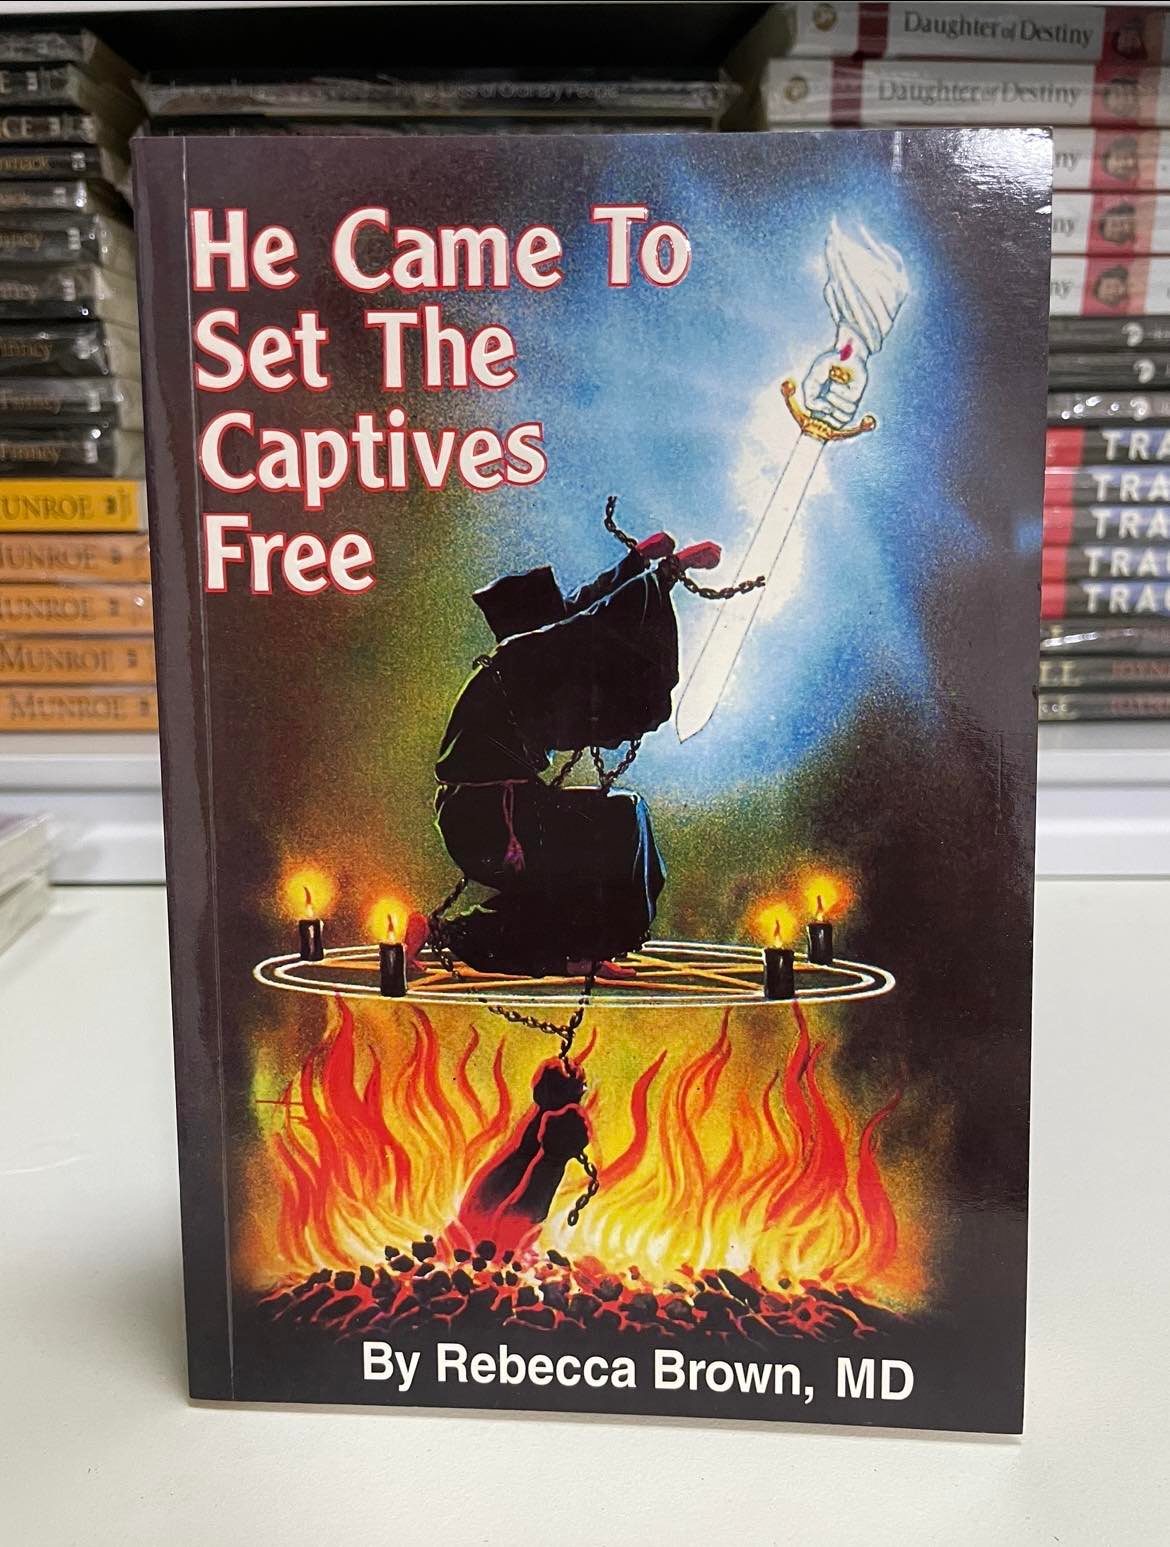 He Came To
Set The
Captives
Free
By Rebecca Brown, MD
Daughter of Destiny
Daughter of Destiny
UNROE
MUNROE
MUNROE
MUNROE
MUNROE
TRA
TRA
TRA
TRA
TRA